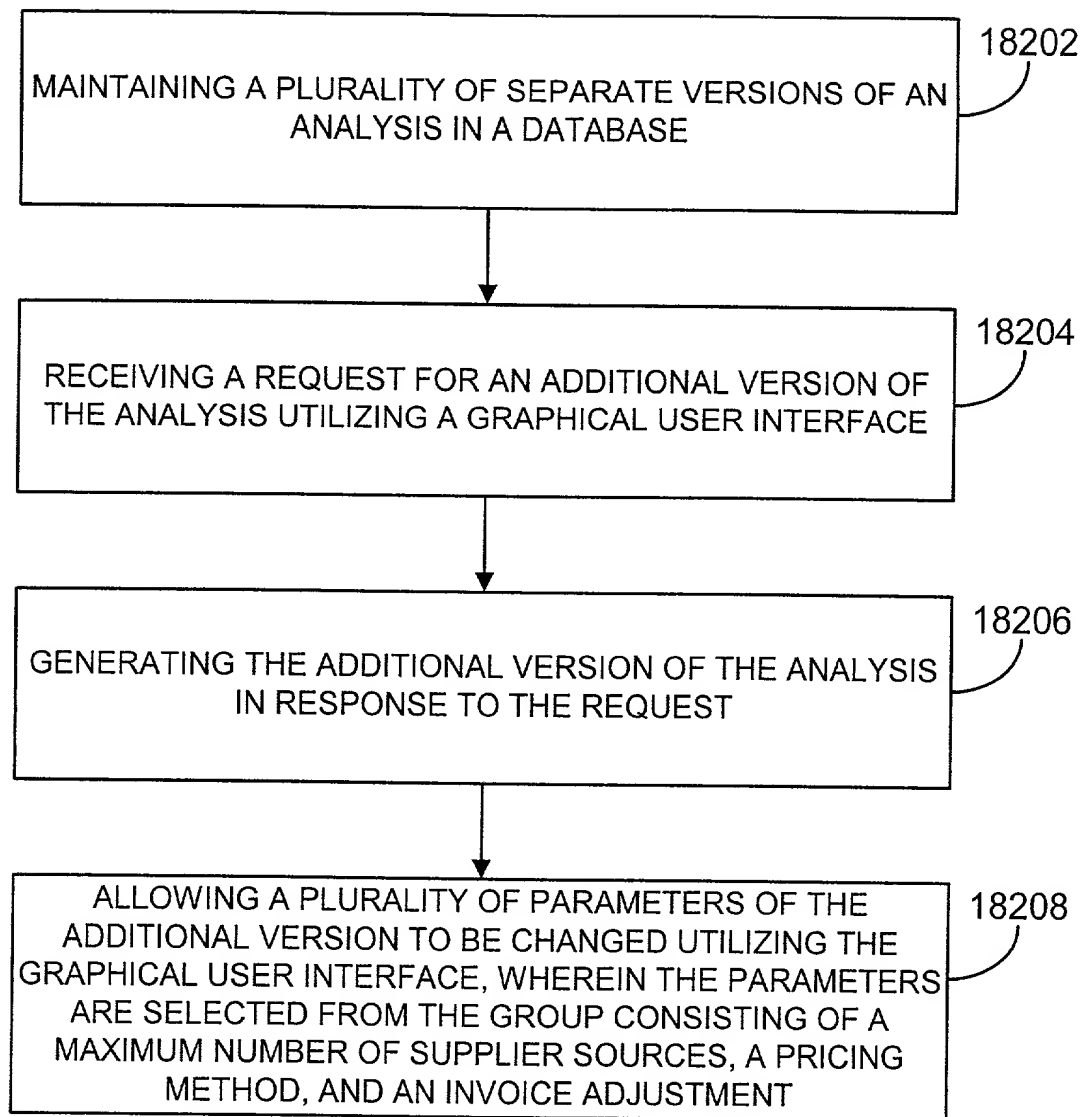 18202
MAINTAINING A PLURALITY OF SEPARATE VERSIONS OF AN
ANALYSIS IN A DATABASE
18204
RECEIVING A REQUEST FOR AN ADDITIONAL VERSION OF
THE ANALYSIS UTILIZING A GRAPHICAL USER INTERFACE
18206
GENERATING THE ADDITIONAL VERSION OF THE ANALYSIS
IN RESPONSE TO THE REQUEST
18208
ALLOWING A PLURALITY OF PARAMETERS OF THE
ADDITIONAL VERSION TO BE CHANGED UTILIZING THE
GRAPHICAL USER INTERFACE, WHEREIN THE PARAMETERS
ARE SELECTED FROM THE GROUP CONSISTING OF A
MAXIMUM NUMBER OF SUPPLIER SOURCES, A PRICING
METHOD, AND AN INVOICE ADJUSTMENT